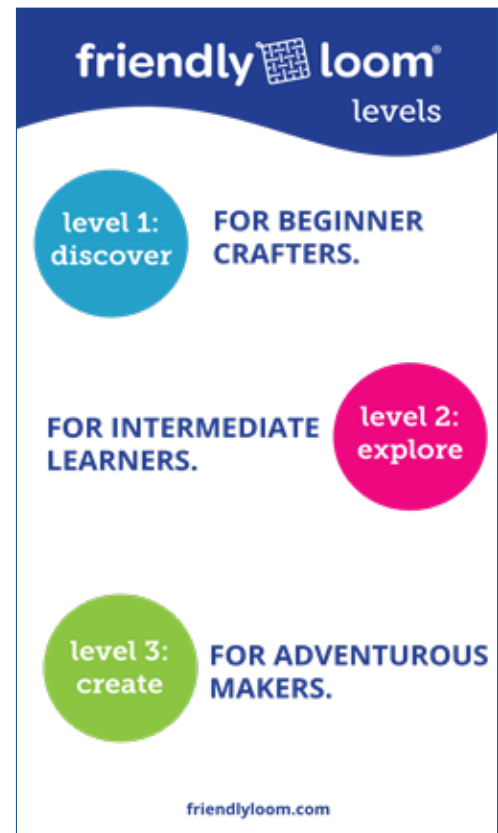 friendly loom®
levels
level 1:
discover
FOR BEGINNER
CRAFTERS.
FOR INTERMEDIATE
LEARNERS.
level 2:
explore
level 3:
create
FOR ADVENTUROUS
MAKERS.
friendlyloom.com